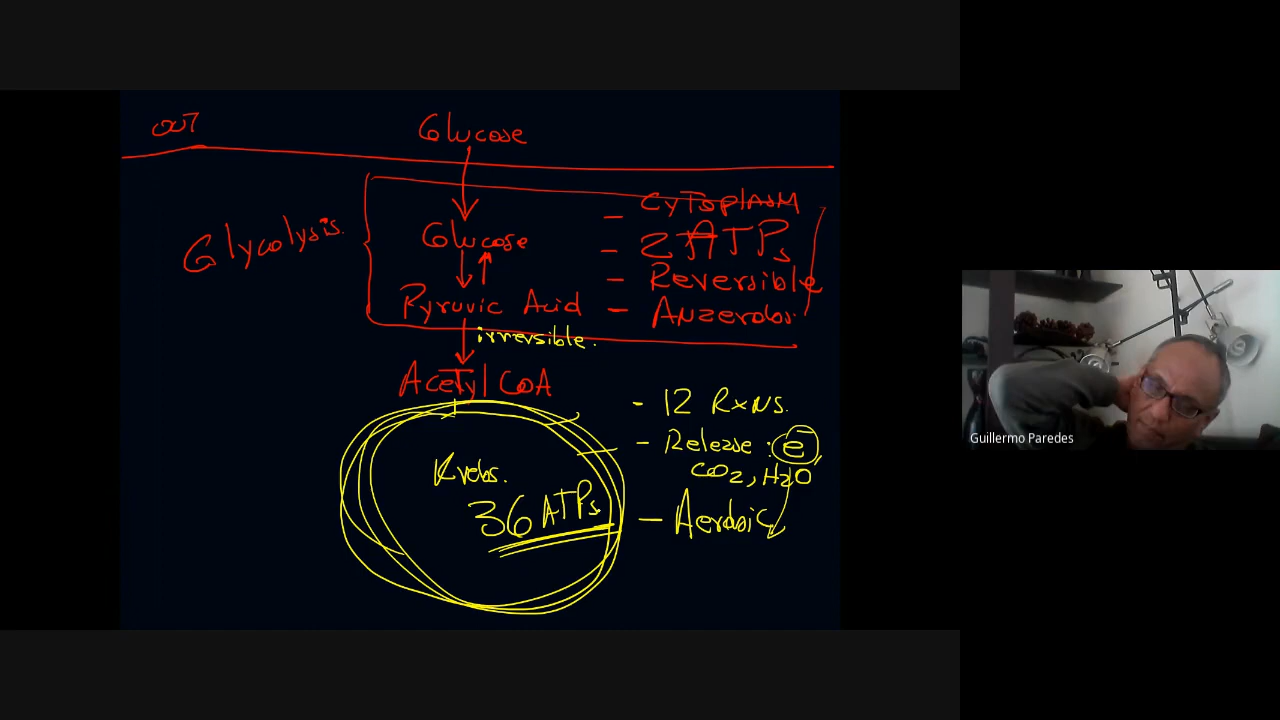 OUT
Glucose
Glycolysis.
Glucose
Pyruvic Acid
- CYTOPLASM
- 2 ATPs
- Reversible
- Anaerobs.
irreversible.
Acetyl CoA
Krebs.
36 ATPs
- 12 RXNS.
- Release: e-,
CO2, H2O
- Aerobic
Guillermo Paredes